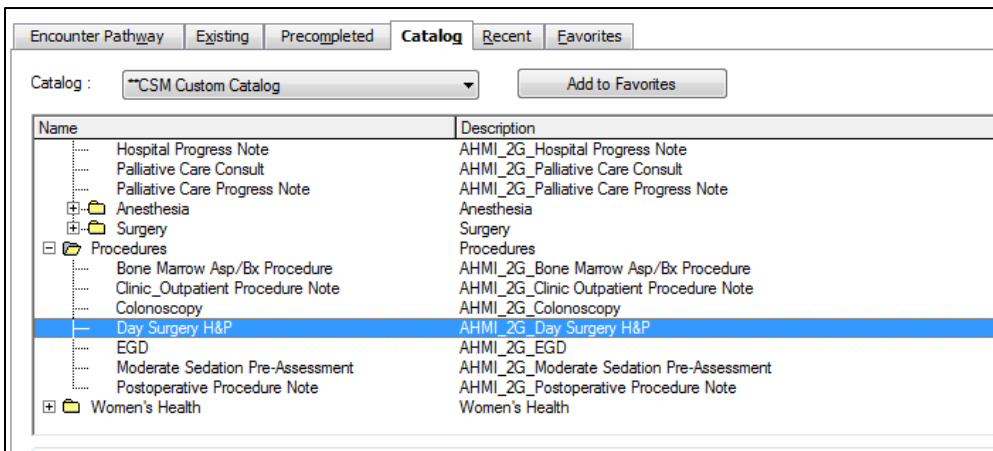 Encounter Pathway Existing Precompleted Catalog Recent Favorites
Catalog : **CSM Custom Catalog Add to Favorites
Name Description
Hospital Progress Note AHMI_2G_Hospital Progress Note
Palliative Care Consult AHMI_2G_Palliative Care Consult
Palliative Care Progress Note AHMI_2G_Palliative Care Progress Note
Anesthesia Anesthesia
Surgery Surgery
Procedures Procedures
Bone Marrow Asp/Bx Procedure AHMI_2G_Bone Marrow Asp/Bx Procedure
Clinic_Outpatient Procedure Note AHMI_2G_Clinic Outpatient Procedure Note
Colonoscopy AHMI_2G_Colonoscopy
Day Surgery H&P AHMI_2G_Day Surgery H&P
EGD AHMI_2G_EGD
Moderate Sedation Pre-Assessment AHMI_2G_Moderate Sedation Pre-Assessment
Postoperative Procedure Note AHMI_2G_Postoperative Procedure Note
Women's Health Women's Health